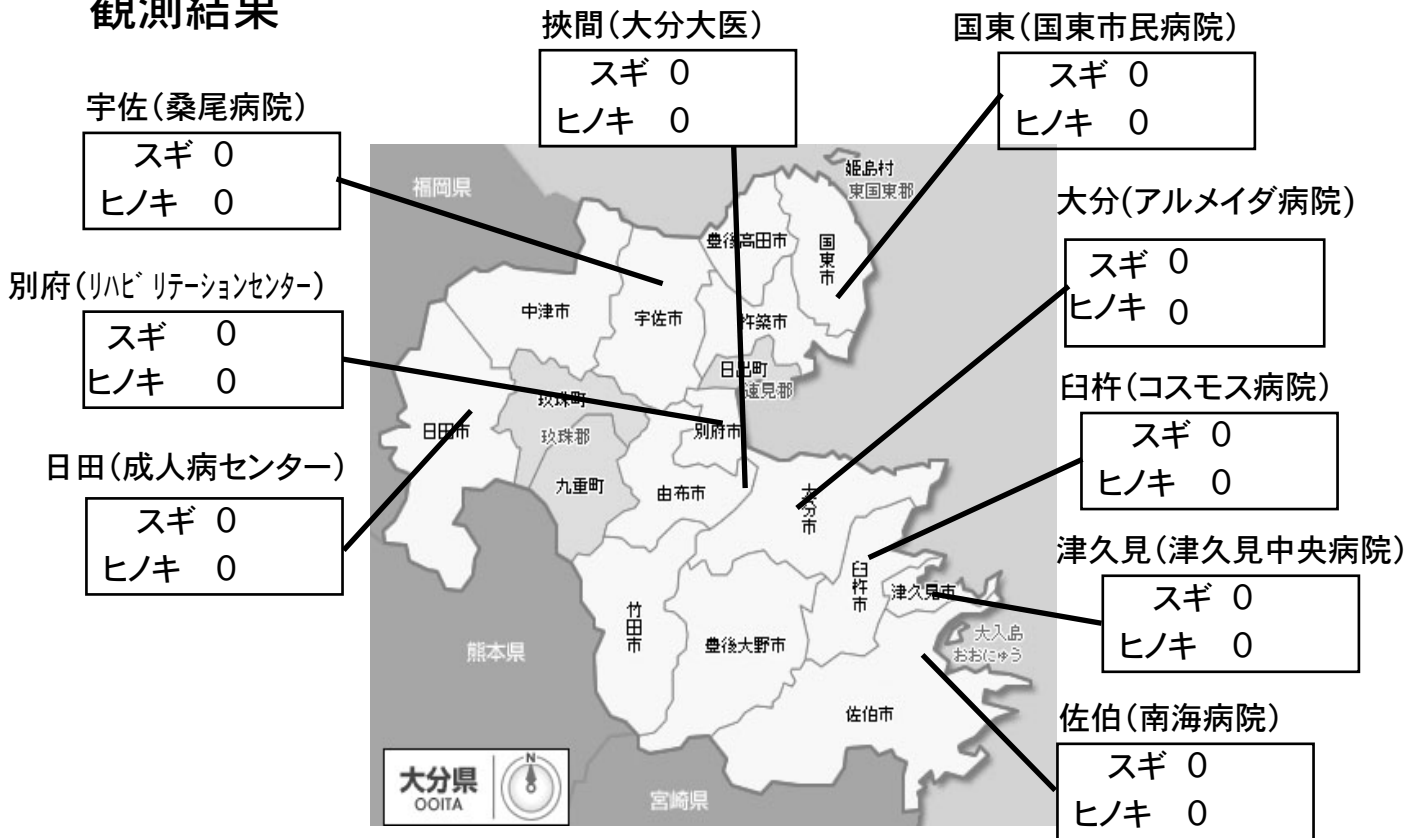 観測結果
挾間(大分大医)
スギ 0
ヒノキ 0
国東(国東市民病院)
スギ 0
ヒノキ 0
宇佐(桑尾病院)
スギ 0
ヒノキ 0
大分(アルメイダ病院)
スギ 0
ヒノキ 0
別府(リハビリテーションセンター)
スギ 0
ヒノキ 0
臼杵(コスモス病院)
スギ 0
ヒノキ 0
日田(成人病センター)
スギ 0
ヒノキ 0
津久見(津久見中央病院)
スギ 0
ヒノキ 0
佐伯(南海病院)
スギ 0
ヒノキ 0
福岡県
姫島村
東国東郡
豊後高田市
国東市
中津市
宇佐市
杵築市
日出町
速見郡
玖珠町
玖珠郡
日田市
別府市
九重町
由布市
大分市
臼杵市
津久見市
竹田市
豊後大野市
大入島
おおにゅう
熊本県
佐伯市
大分県
OOITA
N
宮崎県